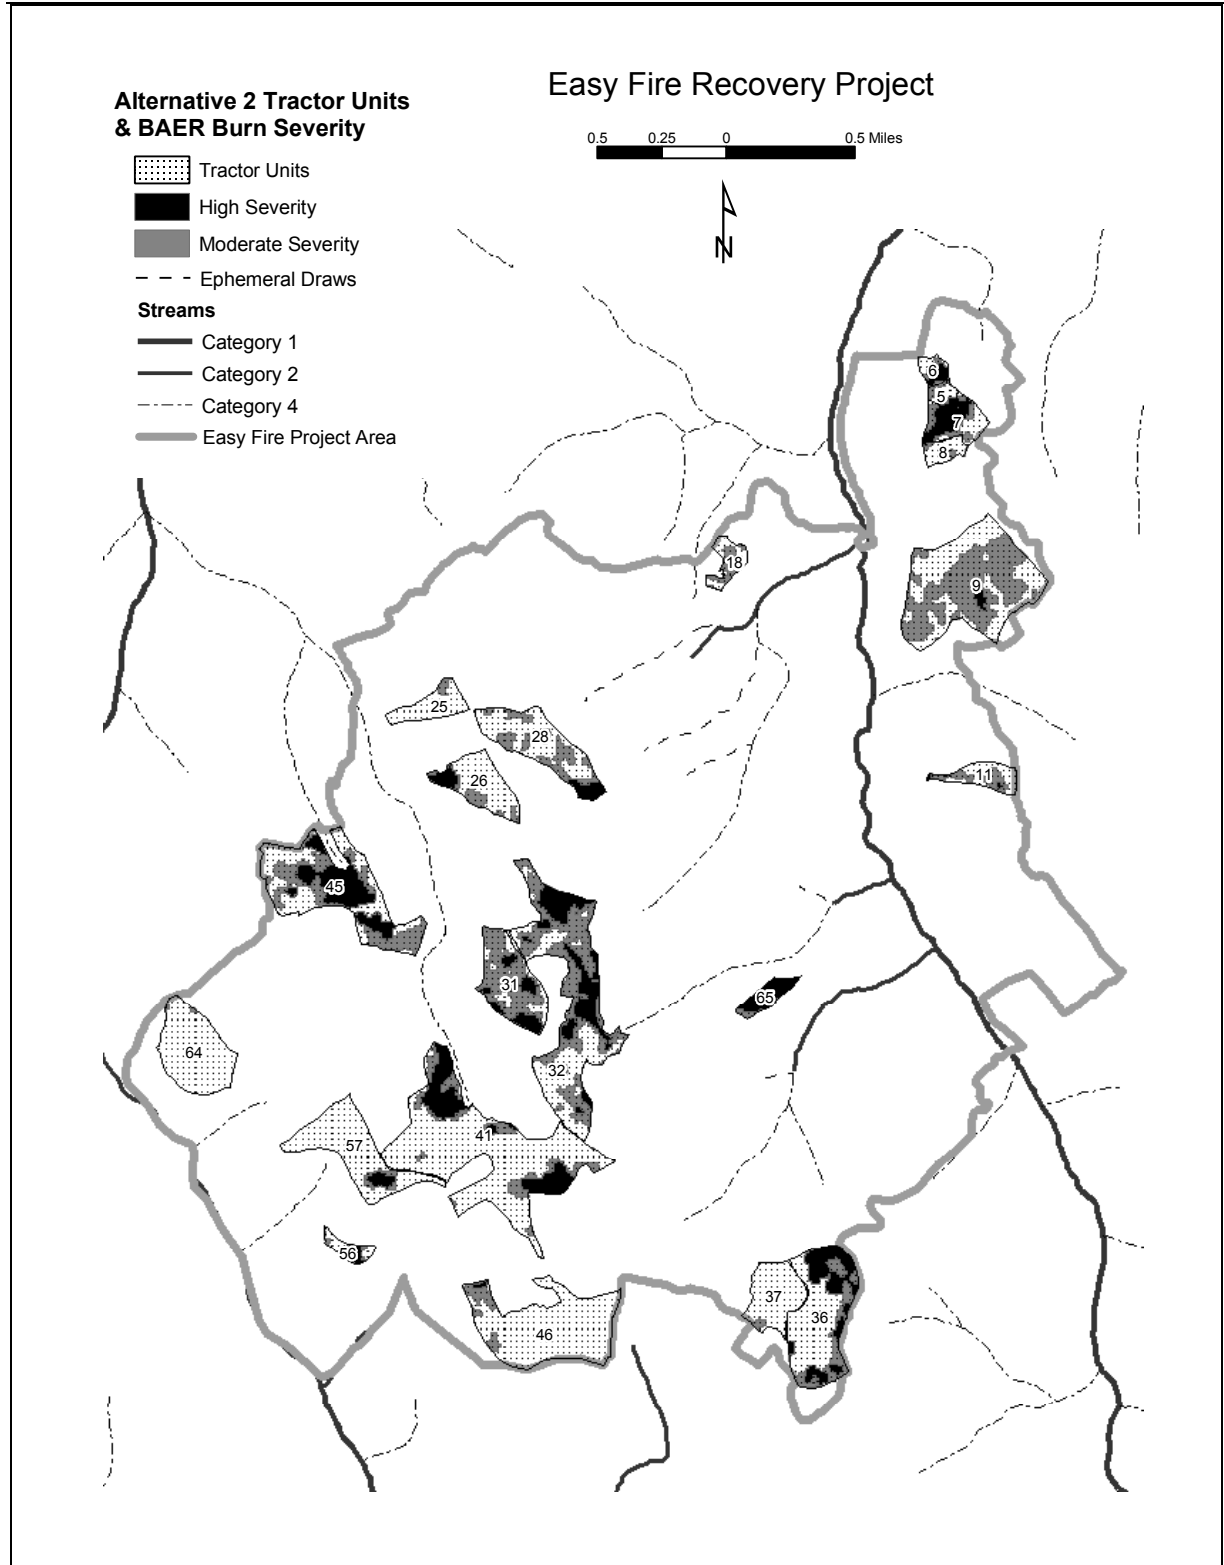 Easy Fire Recovery Project
Alternative 2 Tractor Units
& BAER Burn Severity
0.5 0.25 0 0.5 Miles
Tractor Units
High Severity
Moderate Severity
Ephemeral Draws
Streams
Category 1
Category 2
Category 4
Easy Fire Project Area
N
6
5
7
8
18
9
25
28
26
11
45
31
65
64
32
41
57
56
37
36
46